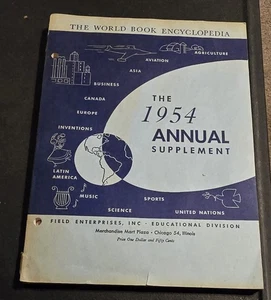 THE WORLD BOOK ENCYCLOPEDIA
AGRICULTURE
AVIATION
ASIA
BUSINESS
CANADA
EUROPE
INVENTIONS
LATIN
AMERICA
MUSIC
SCIENCE
SPORTS
UNITED NATIONS
THE
1954
ANNUAL
SUPPLEMENT
FIELD ENTERPRISES, INC · EDUCATIONAL DIVISION
Merchandise Mart Plaza · Chicago 54, Illinois
Price One Dollar and Fifty Cents